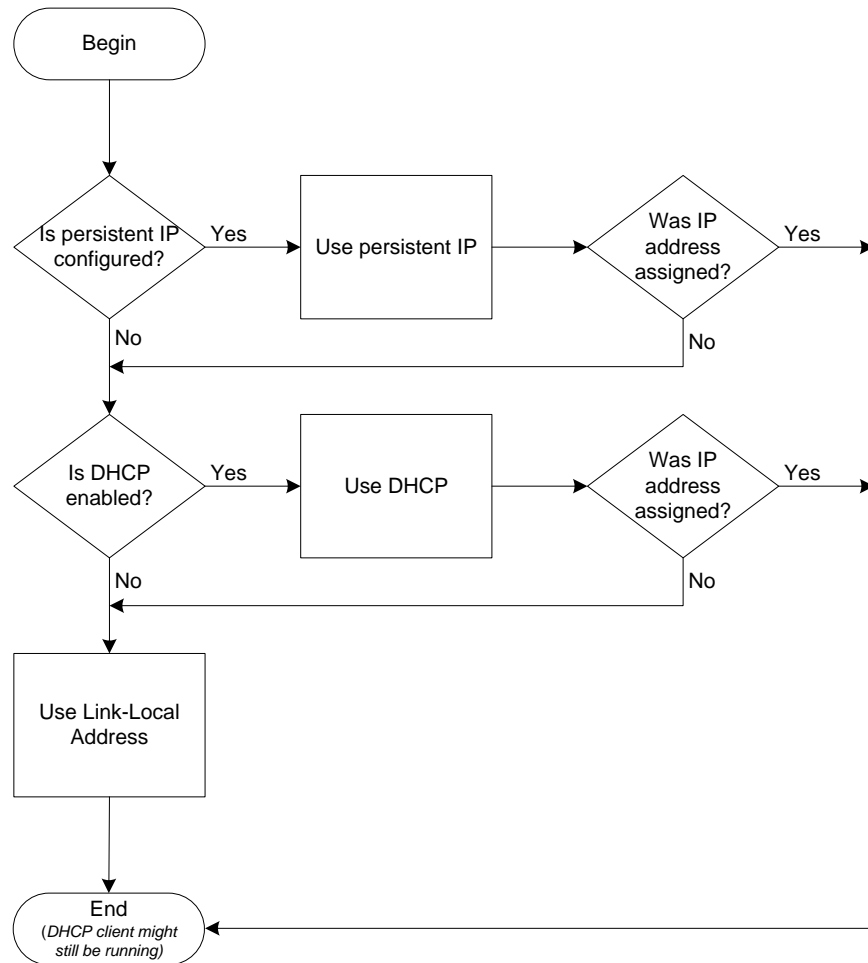 Begin
Is persistent IP
configured?
Yes
Use persistent IP
Was IP
address
assigned?
Yes
No
No
Is DHCP
enabled?
Yes
Use DHCP
Was IP
address
assigned?
Yes
No
No
Use Link-Local
Address
End
(DHCP client might
still be running)